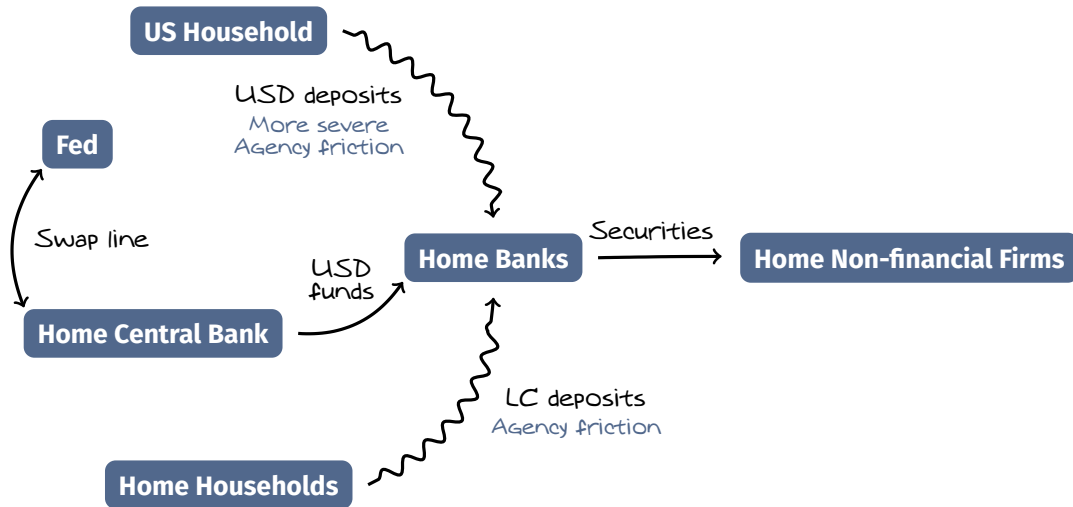 US Household
USD deposits
More severe
Agency friction
Fed
Swap line
Securities
Home Banks
Home Non-financial Firms
USD
funds
Home Central Bank
LC deposits
Agency friction
Home Households